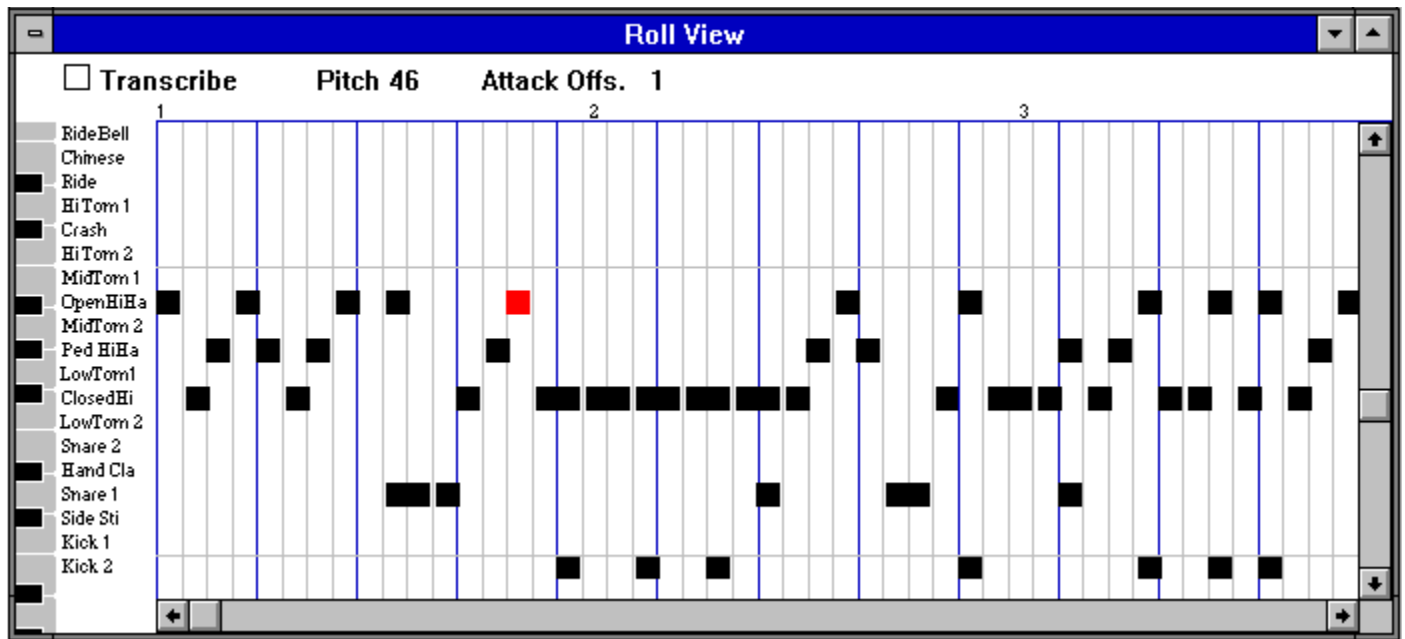 Roll View
Transcribe Pitch 46 Attack Offs. 1
1 2 3
RideBell
Chinese
Ride
HiTom 1
Crash
HiTom 2
MidTom 1
OpenHiHa
MidTom 2
Ped HiHa
LowTom1
ClosedHi
LowTom 2
Snare 2
Hand Cla
Snare 1
Side Sti
Kick 1
Kick 2